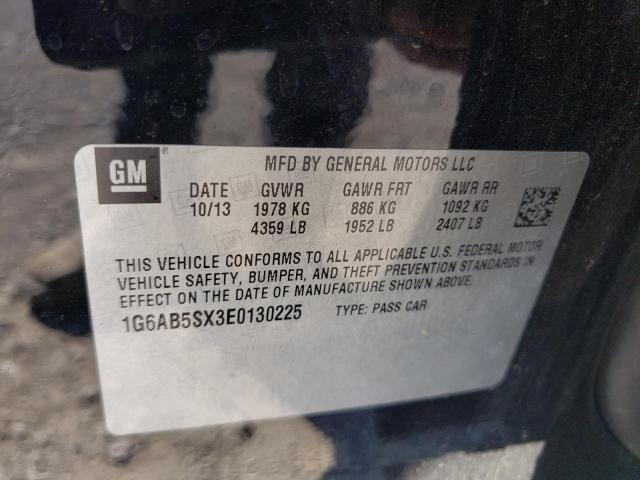 GM
®
MFD BY GENERAL MOTORS LLC
DATE GVWR GAWR FRT GAWR RR
10/13 1978 KG 886 KG 1092 KG
4359 LB 1952 LB 2407 LB
THIS VEHICLE CONFORMS TO ALL APPLICABLE U.S. FEDERAL MOTOR
VEHICLE SAFETY, BUMPER, AND THEFT PREVENTION STANDARDS IN
EFFECT ON THE DATE OF MANUFACTURE SHOWN ABOVE.
1G6AB5SX3E0130225 TYPE: PASS CAR